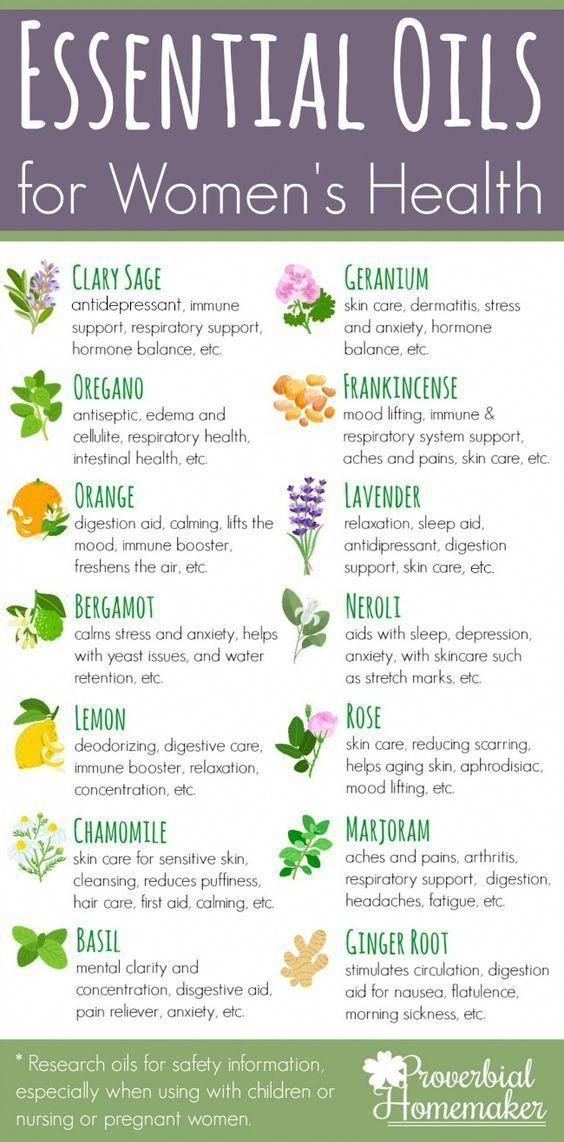 ESSENTIAL OILS
for Women's Health
CLARY SAGE
antidepressant, immune
support, respiratory support,
hormone balance, etc.
GERANIUM
skin care, dermatitis, stress
and anxiety, hormone
balance, etc.
OREGANO
antiseptic, edema and
cellulite, respiratory health,
intestinal health, etc.
FRANKINCENSE
mood lifting, immune &
respiratory system support,
aches and pains, skin care, etc.
ORANGE
digestion aid, calming, lifts the
mood, immune booster,
freshens the air, etc.
LAVENDER
relaxation, sleep aid,
antidipressant, digestion
support, skin care, etc.
BERGAMOT
calms stress and anxiety, helps
with yeast issues, and water
retention, etc.
NEROLI
aids with sleep, depression,
anxiety, with skincare such
as stretch marks, etc.
LEMON
deodorizing, digestive care,
immune booster, relaxation,
concentration, etc.
ROSE
skin care, reducing scarring,
helps aging skin, aphrodisiac,
mood lifting, etc.
CHAMOMILE
skin care for sensitive skin,
cleansing, reduces puffiness,
hair care, first aid, calming, etc.
MARJORAM
aches and pains, arthritis,
respiratory support, digestion,
headaches, fatigue, etc.
BASIL
mental clarity and
concentration, disgestive aid,
pain reliever, anxiety, etc.
GINGER ROOT
stimulates circulation, digestion
aid for nausea, flatulence,
morning sickness, etc.
* Research oils for safety information,
especially when using with children or
nursing or pregnant women.
Proverbial
Homemaker